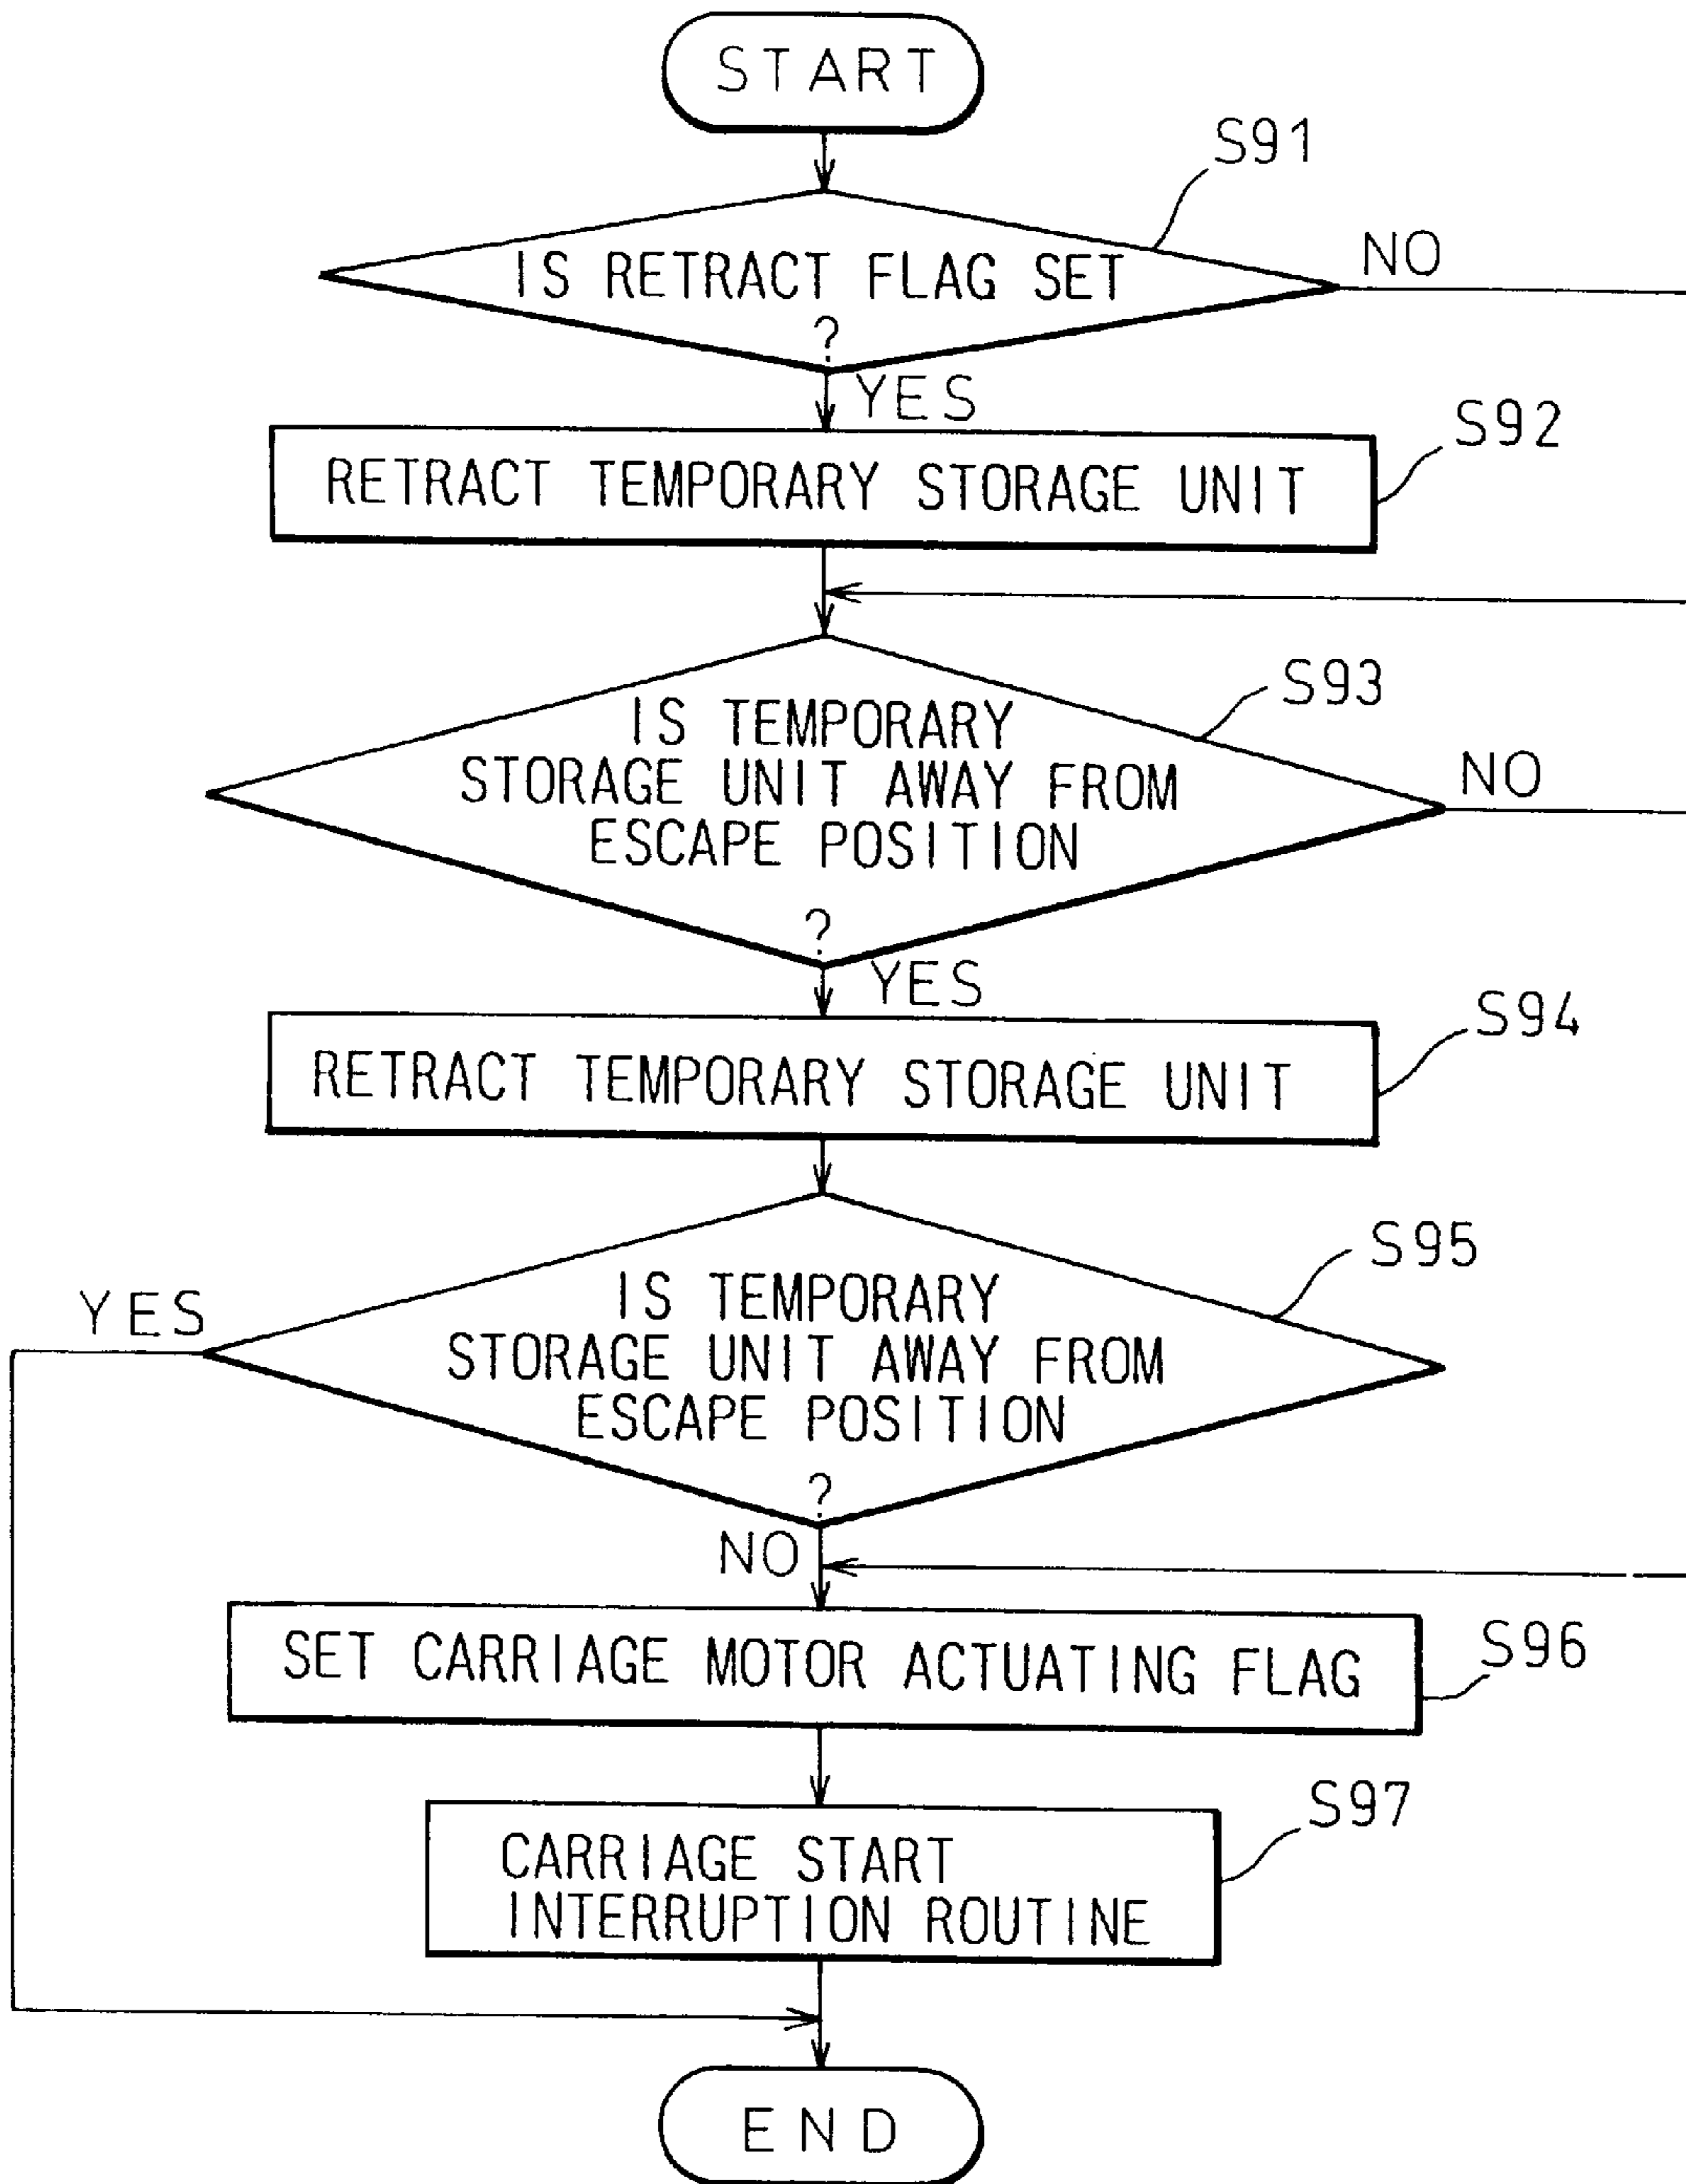 START
S91
IS RETRACT FLAG SET
?
NO
YES
S92
RETRACT TEMPORARY STORAGE UNIT
S93
IS TEMPORARY
STORAGE UNIT AWAY FROM
ESCAPE POSITION
?
NO
YES
S94
RETRACT TEMPORARY STORAGE UNIT
S95
YES
IS TEMPORARY
STORAGE UNIT AWAY FROM
ESCAPE POSITION
?
NO
S96
SET CARRIAGE MOTOR ACTUATING FLAG
S97
CARRIAGE START
INTERRUPTION ROUTINE
END